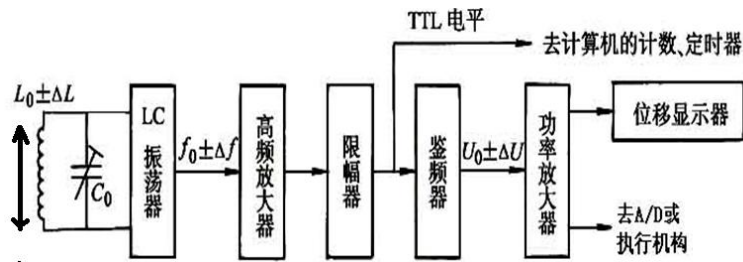 TTL 电平
去计算机的计数、定时器
L₀±ΔL
C₀
LC
振荡器
f₀±Δf
高频放大器
限幅器
鉴频器
U₀±ΔU
功率放大器
位移显示器
去A/D或
执行机构